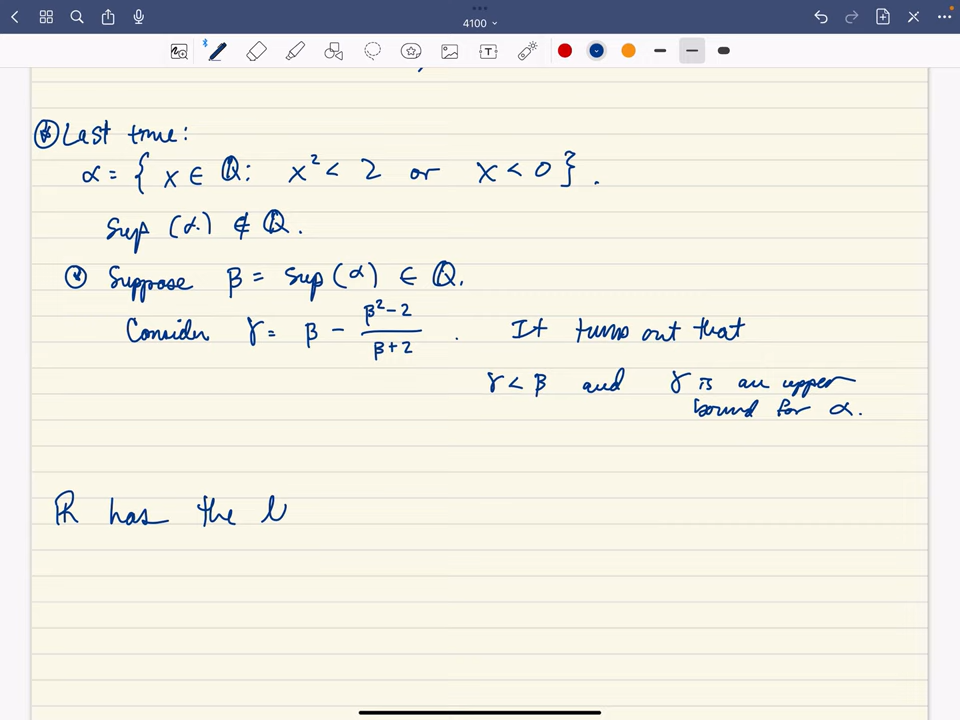 4100
T
Last time:
α = { x ∈ ℚ: x² < 2 or x < 0 } .
Sup (α) ∉ ℚ.
Suppose β = sup (α) ∈ ℚ.
Consider γ = β - (β² - 2)/(β + 2) . It turns out that
γ < β and γ is an upper
bound for α.
ℝ has the l